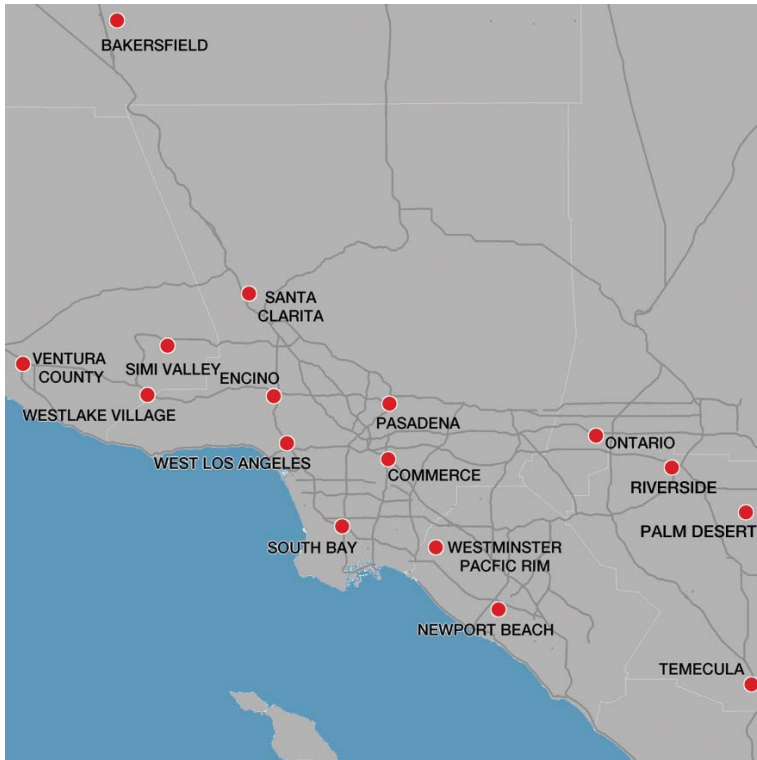 BAKERSFIELD
SANTA
CLARITA
VENTURA
COUNTY
SIMI VALLEY
ENCINO
WESTLAKE VILLAGE
PASADENA
ONTARIO
WEST LOS ANGELES
COMMERCE
RIVERSIDE
PALM DESERT
SOUTH BAY
WESTMINSTER
PACFIC RIM
NEWPORT BEACH
TEMECULA